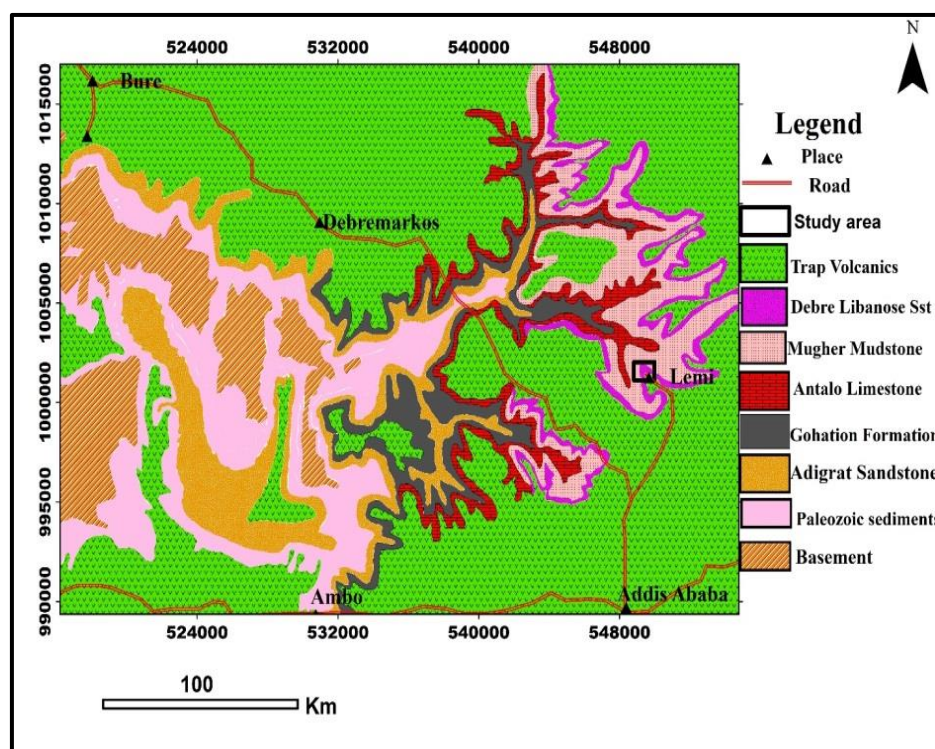 N
524000 532000 540000 548000
1015000
1010000
1005000
1000000
995000
990000
Bure
Debremarkos
Lemi
Ambo
Addis Ababa
524000 532000 540000 548000
Legend
Place
Road
Study area
Trap Volcanics
Debre Libanose Sst
Mugher Mudstone
Antalo Limestone
Gohation Formation
Adigrat Sandstone
Paleozoic sediments
Basement
100
Km